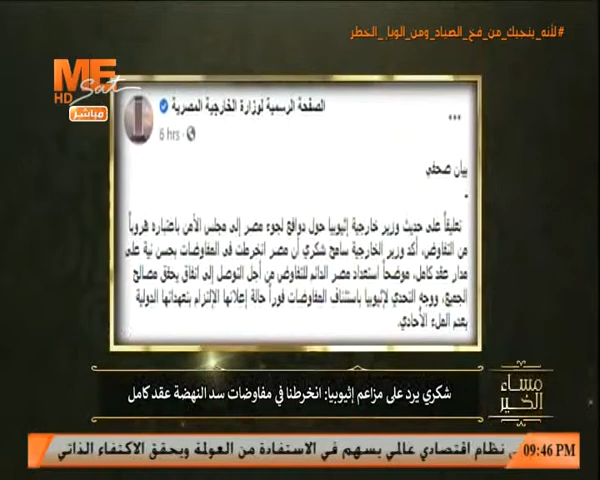 #لأنه_ينجيك_من_فخ_الصياد_ومن_الوبإ_الخطر
ME
Sat
HD
مباشر
الصفحة الرسمية لوزارة الخارجية المصرية
6 hrs ·
بيان صحفي
-
تعليقاً على حديث وزير خارجية إثيوبيا حول دوافع لجوء مصر إلى مجلس الأمن باعتباره هروباً
من التفاوض، أكد وزير الخارجية سامح شكري أن مصر انخرطت في المفاوضات بحسن نية على
مدار عقد كامل، موضحاً استعداد مصر الدائم للتفاوض من أجل التوصل إلى اتفاق يحقق مصالح
الجميع، ووجه التحدي لإثيوبيا باستئناف المفاوضات فوراً حالة إعلانها الإلتزام بتعهداتها الدولية
بعدم الملء الأحادي.
شكري يرد على مزاعم إثيوبيا: انخرطنا في مفاوضات سد النهضة عقد كامل
مساء
الخير
نظام اقتصادي عالمي يسهم في الاستفادة من العولمة ويحقق الاكتفاء الذاتي
09:46 PM